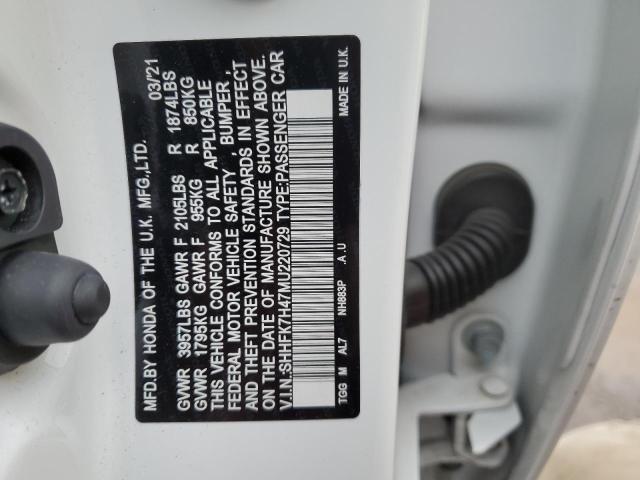 MFD.BY HONDA OF THE U.K. MFG.,LTD. 03/'21
GVWR 3957LBS GAWR F 2105LBS R 1874LBS
GVWR 1795KG GAWR F 955KG R 850KG
THIS VEHICLE CONFORMS TO ALL APPLICABLE
FEDERAL MOTOR VEHICLE SAFETY , BUMPER ,
AND THEFT PREVENTION STANDARDS IN EFFECT
ON THE DATE OF MANUFACTURE SHOWN ABOVE.
V.I.N.:SHHFK7H47MU220729 TYPE:PASSENGER CAR
TGG M AL7 NH883P .A.U MADE IN U.K.